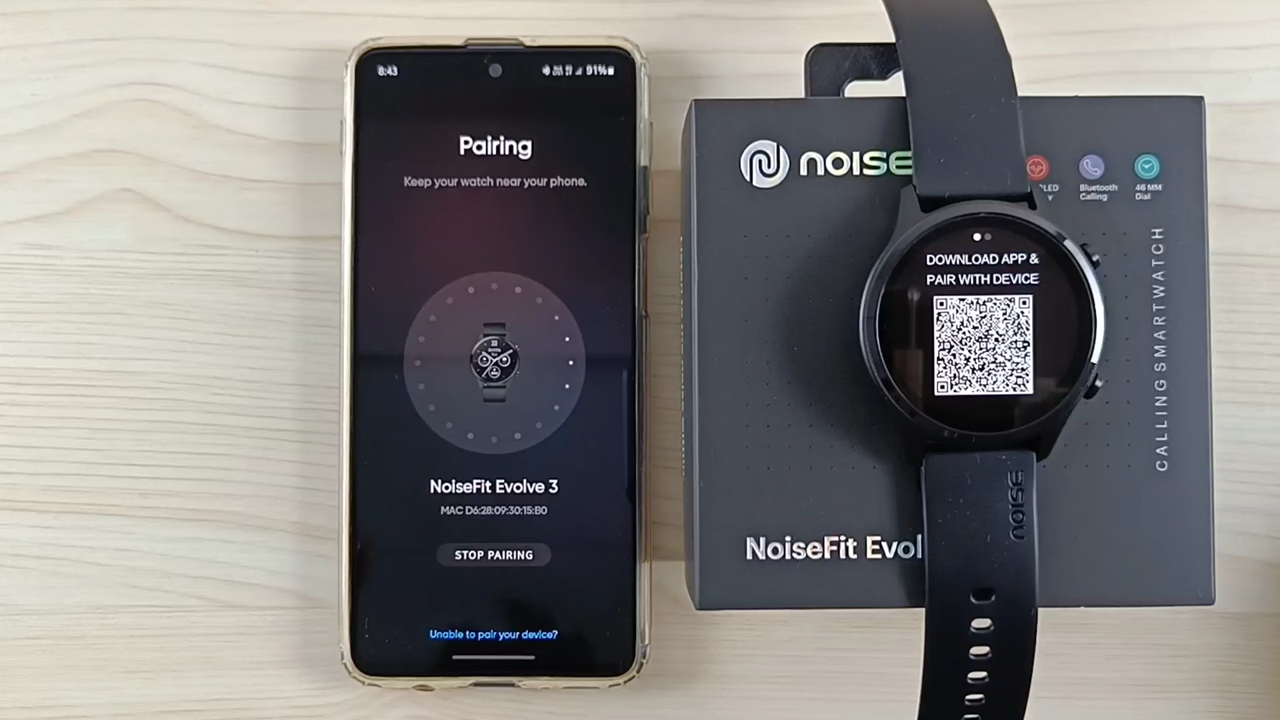 8:43
91%
Pairing
Keep your watch near your phone.
NoiseFit Evolve 3
MAC D6:28:09:30:15:B0
STOP PAIRING
Unable to pair your device?
NOISE
Bluetooth
Calling
46 MM
Dial
DOWNLOAD APP &
PAIR WITH DEVICE
CALLING SMARTWATCH
NOISE
NoiseFit Evol